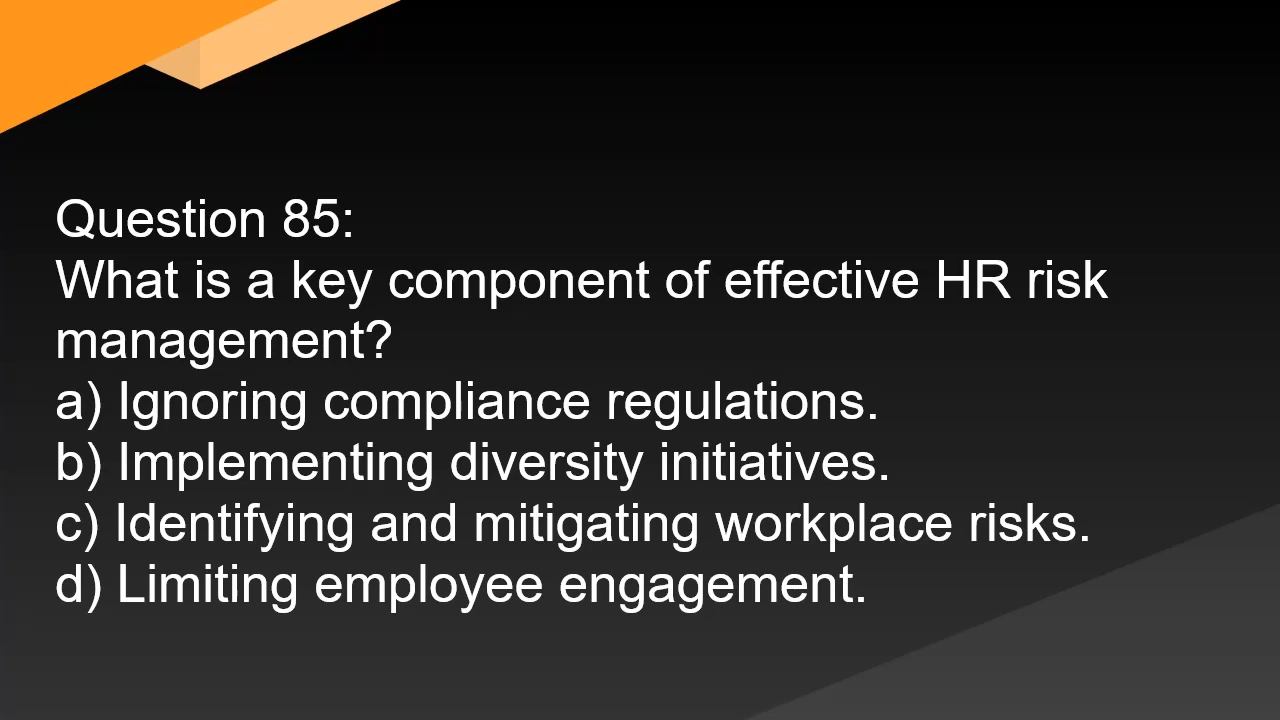 Question 85:
What is a key component of effective HR risk
management?
a) Ignoring compliance regulations.
b) Implementing diversity initiatives.
c) Identifying and mitigating workplace risks.
d) Limiting employee engagement.